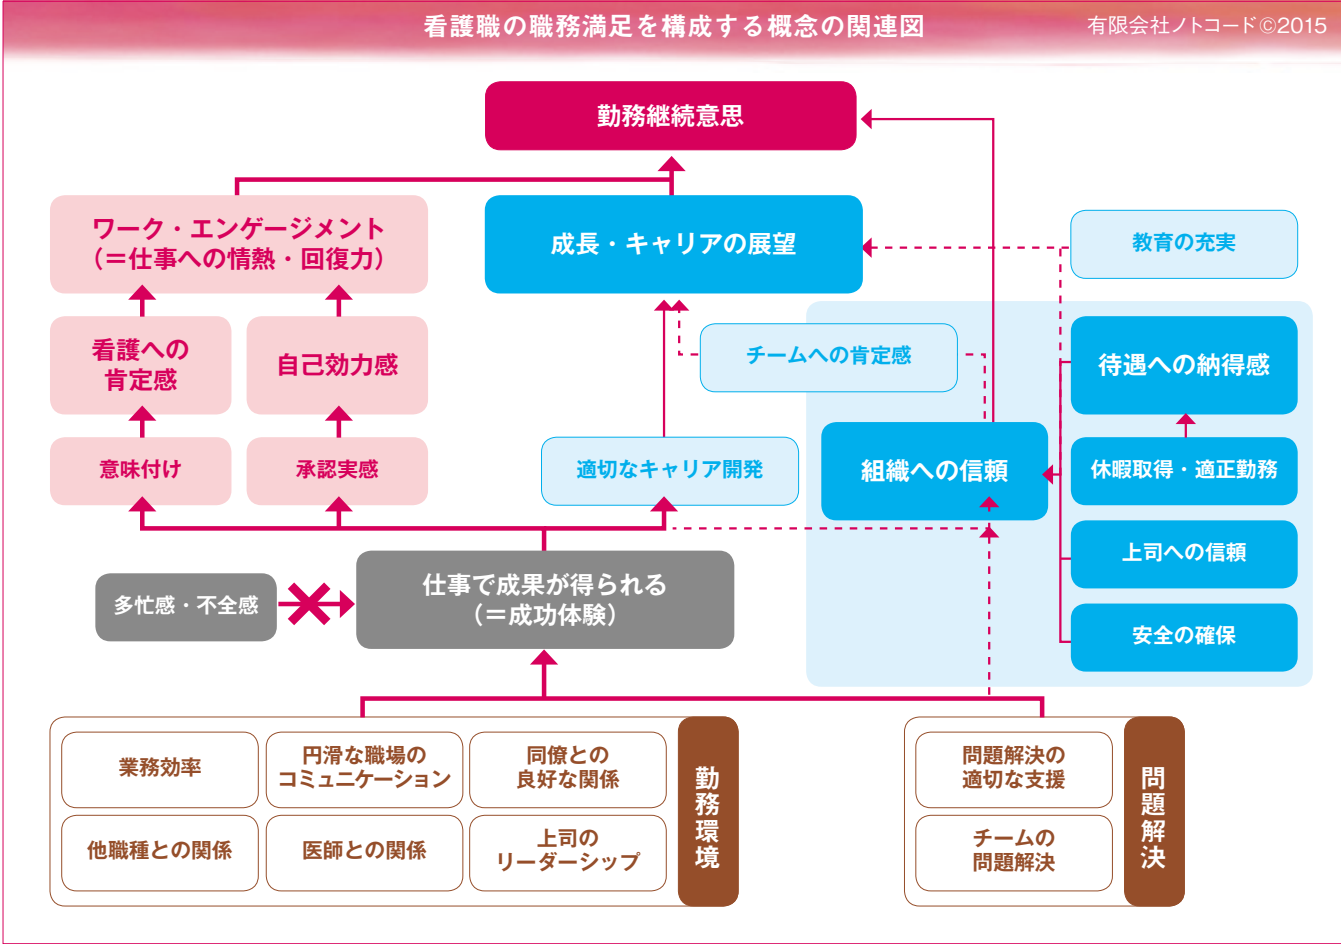 看護職の職務満足を構成する概念の関連図
有限会社ノトコード©2015
勤務継続意思
ワーク・エンゲージメント
（＝仕事への情熱・回復力）
成長・キャリアの展望
教育の充実
看護への
肯定感
自己効力感
チームへの肯定感
待遇への納得感
意味付け
承認実感
適切なキャリア開発
組織への信頼
休暇取得・適正勤務
上司への信頼
多忙感・不全感
仕事で成果が得られる
（＝成功体験）
安全の確保
業務効率
円滑な職場の
コミュニケーション
同僚との
良好な関係
他職種との関係
医師との関係
上司の
リーダーシップ
勤務環境
問題解決の
適切な支援
チームの
問題解決
問題解決